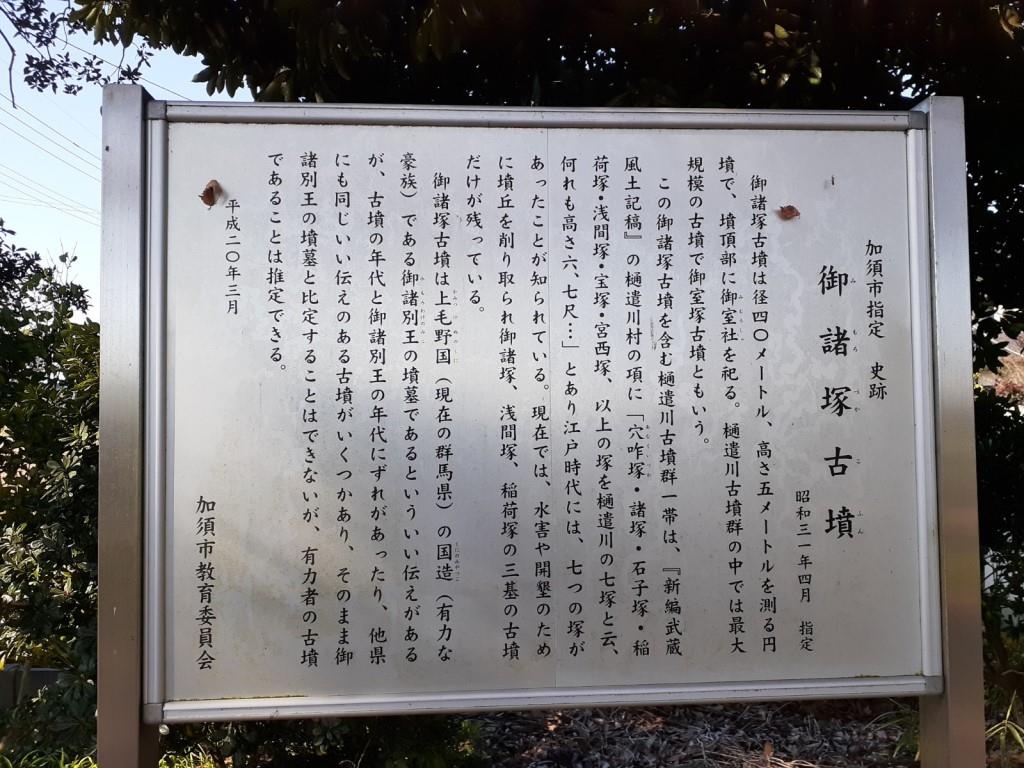 加須市指定　史跡
御諸塚古墳
昭和三一年四月　指定
御諸塚古墳は径四〇メートル、高さ五メートルを測る円
墳で、墳頂部に御室社を祀る。樋遣川古墳群の中では最大
規模の古墳で御室塚古墳ともいう。
この御諸塚古墳を含む樋遣川古墳群一帯は、『新編武蔵
風土記稿』の樋遣川村の項に「穴咋塚・諸塚・石子塚・稲
荷塚・浅間塚・宝塚・宮西塚、以上の塚を樋遣川の七塚と云、
何れも高さ六、七尺…」とあり江戸時代には、七つの塚が
あったことが知られている。現在では、水害や開墾のため
に墳丘を削り取られ御諸塚、浅間塚、稲荷塚の三基の古墳
だけが残っている。
御諸塚古墳は上毛野国（現在の群馬県）の国造（有力な
豪族）である御諸別王の墳墓であるといういい伝えがある
が、古墳の年代と御諸別王の年代にずれがあったり、他県
にも同じいい伝えのある古墳がいくつかあり、そのまま御
諸別王の墳墓と比定することはできないが、有力者の古墳
であることは推定できる。
平成二〇年三月
加須市教育委員会